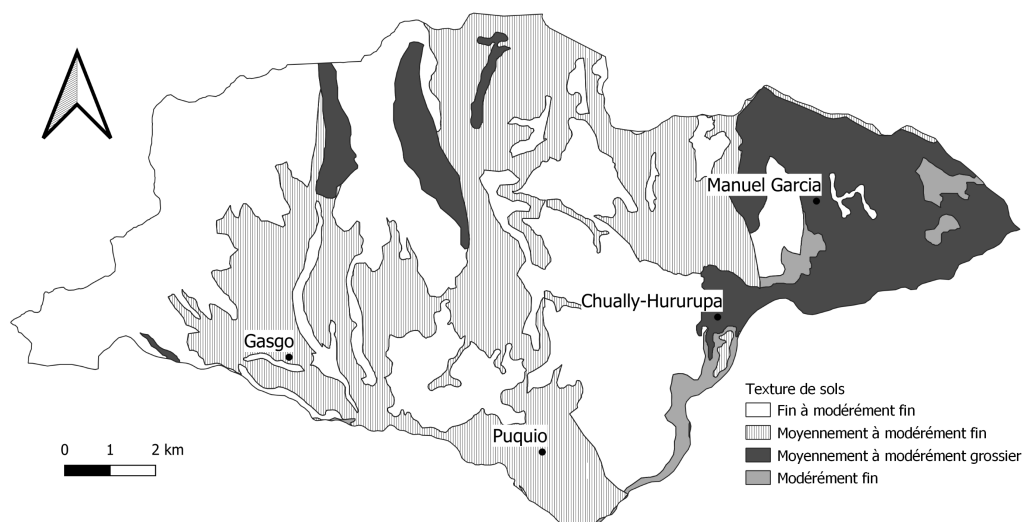 Manuel Garcia
Chually-Hururupa
Gasgo
Puquio
0 1 2 km
Texture de sols
Fin à modérément fin
Moyennement à modérément fin
Moyennement à modérément grossier
Modérément fin